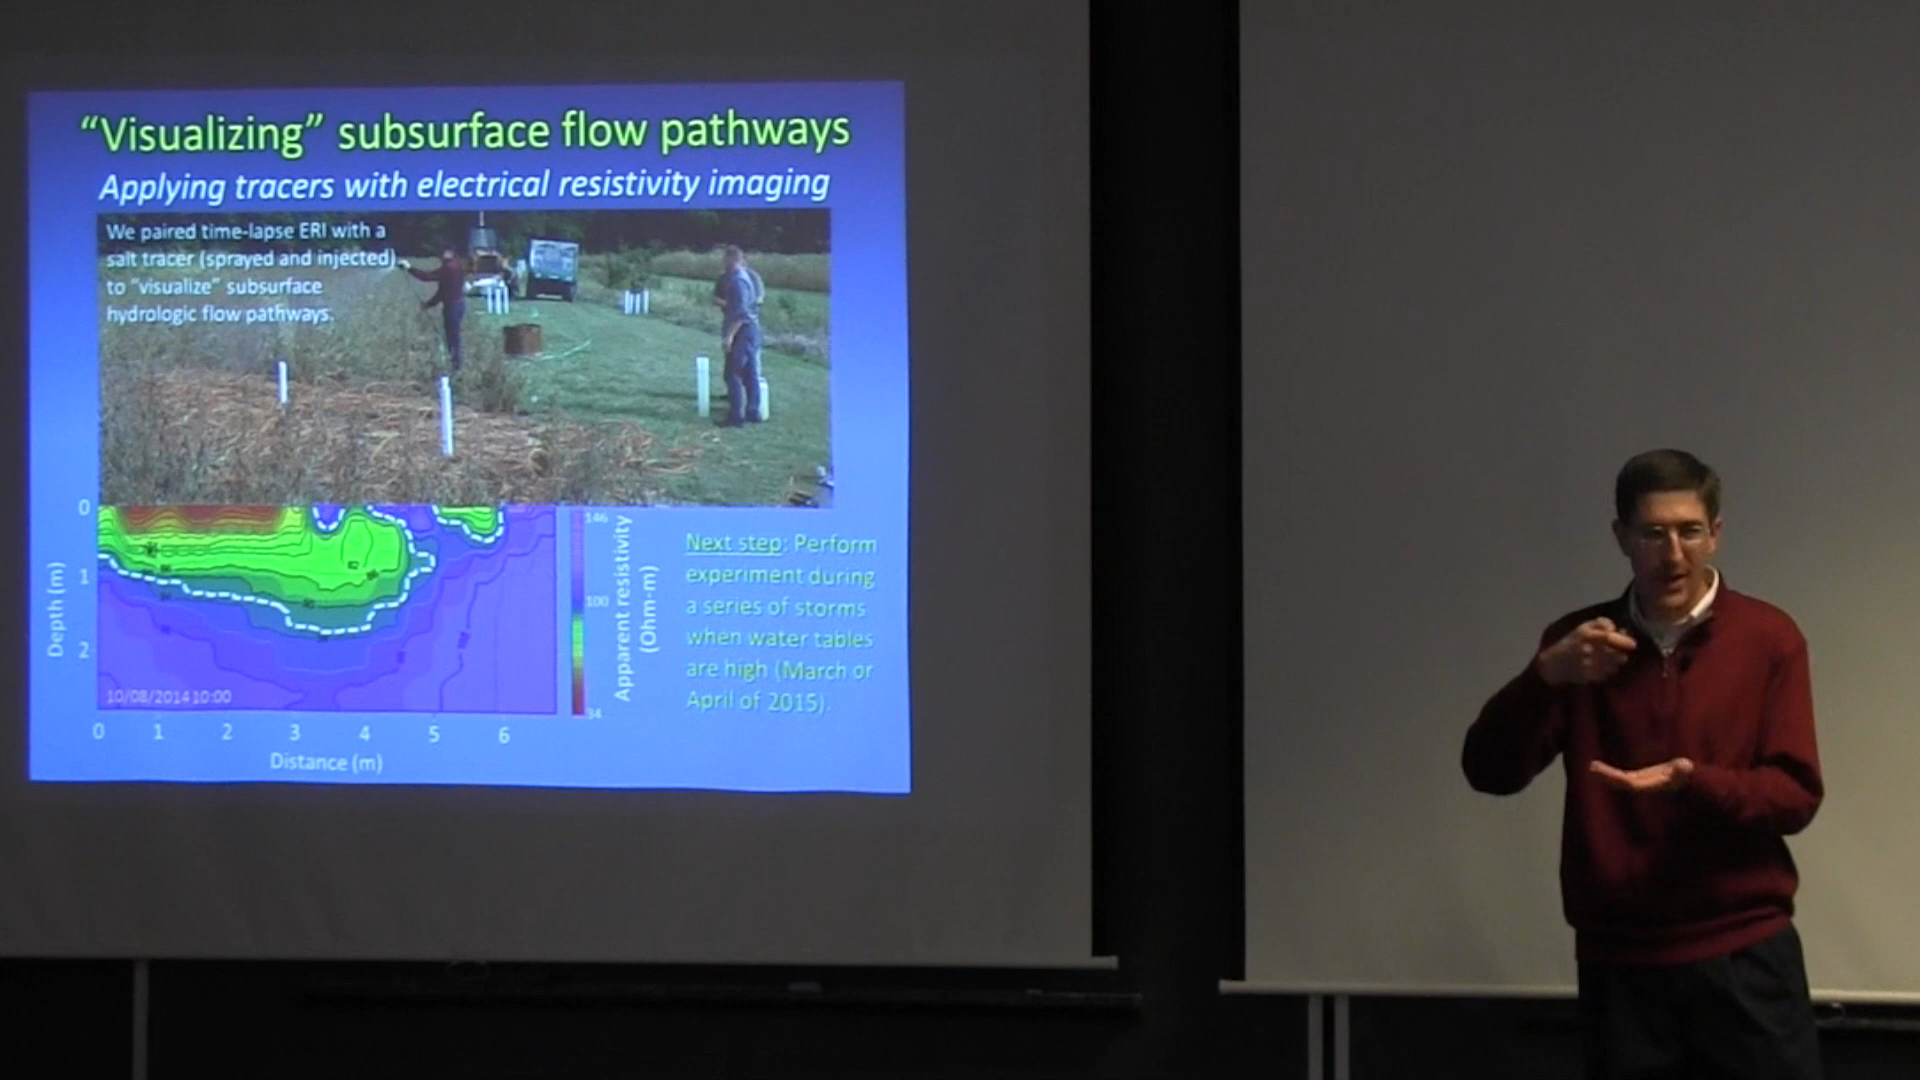 “Visualizing” subsurface flow pathways
Applying tracers with electrical resistivity imaging
We paired time-lapse ERI with a
salt tracer (sprayed and injected)
to “visualize” subsurface
hydrologic flow pathways.
0
1
2
Depth (m)
10/08/2014 10:00
0 1 2 3 4 5 6
Distance (m)
146
100
34
Apparent resistivity
(Ohm-m)
Next step: Perform
experiment during
a series of storms
when water tables
are high (March or
April of 2015).